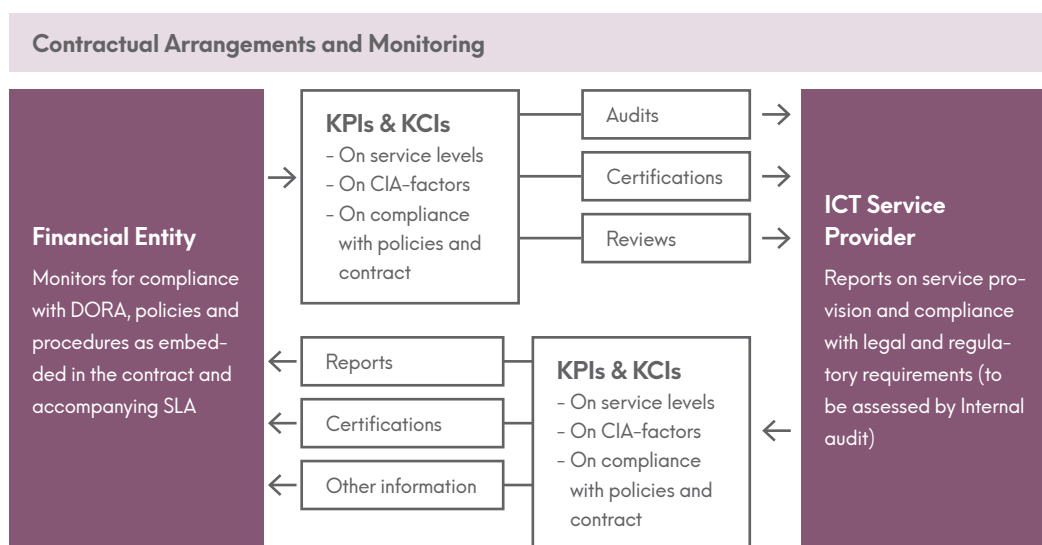 Contractual Arrangements and Monitoring
Financial Entity
Monitors for compliance
with DORA, policies and
procedures as embed-
ded in the contract and
accompanying SLA
KPIs & KCIs
- On service levels
- On CIA-factors
- On compliance
with policies and
contract
Audits
Certifications
Reviews
Reports
Certifications
Other information
KPIs & KCIs
- On service levels
- On CIA-factors
- On compliance
with policies and
contract
ICT Service
Provider
Reports on service pro-
vision and compliance
with legal and regula-
tory requirements (to
be assessed by Internal
audit)